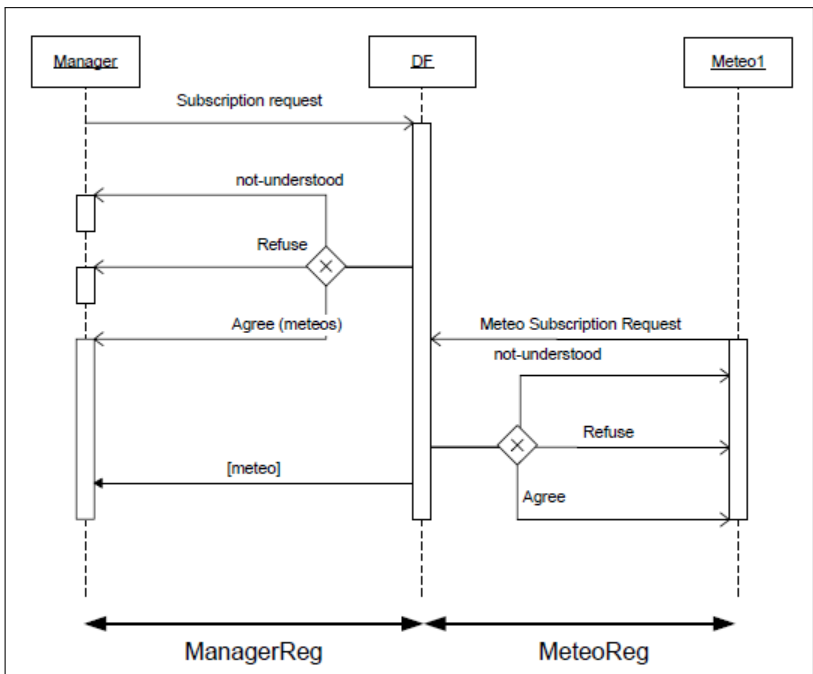 Manager
DF
Meteo1
Subscription request
not-understood
Refuse
Agree (meteos)
Meteo Subscription Request
not-understood
Refuse
[meteo]
Agree
ManagerReg
MeteoReg